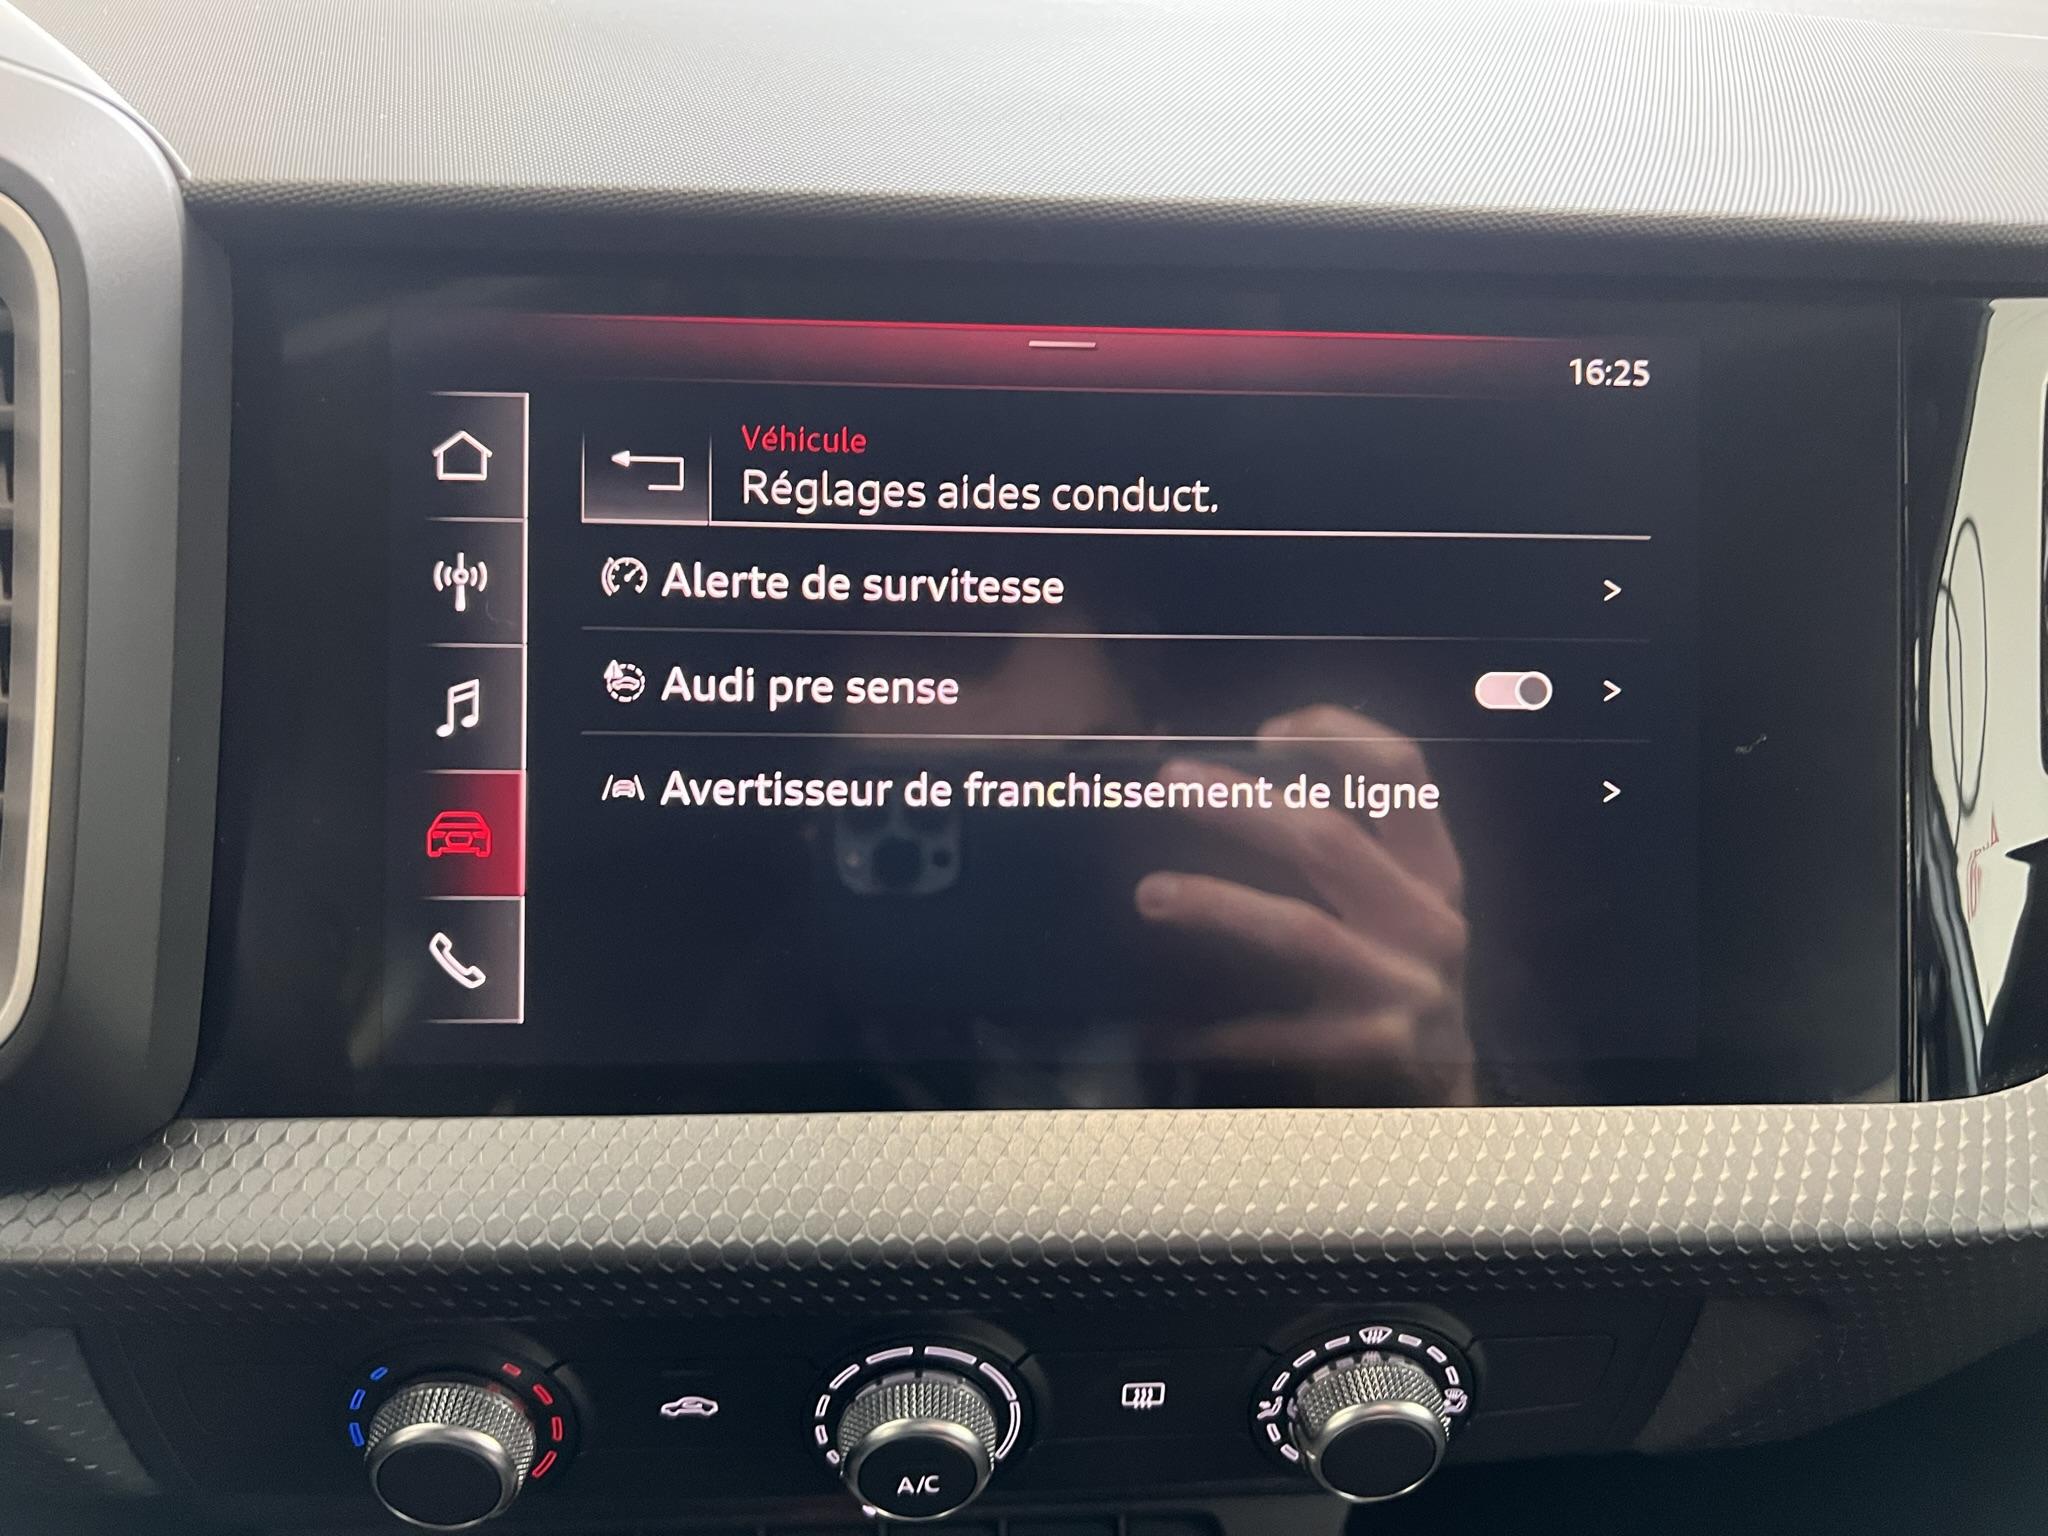 16:25
Véhicule
Réglages aides conduct.
Alerte de survitesse
Audi pre sense
Avertisseur de franchissement de ligne
A/C